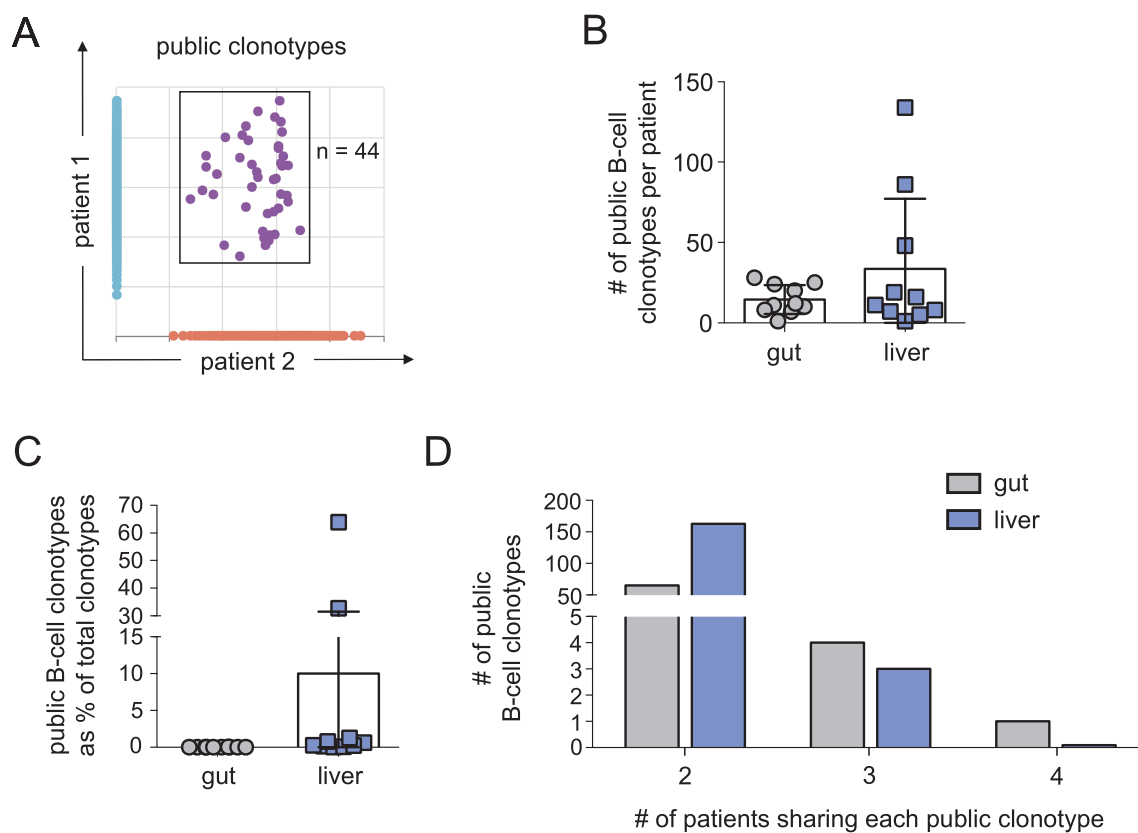 A
public clonotypes
patient 1
n = 44
patient 2
B
# of public B-cell
clonotypes per patient
150
100
50
0
gut
liver
C
public B-cell clonotypes
as % of total clonotypes
70
60
50
40
30
15
10
5
0
gut
liver
D
gut
liver
# of public
B-cell clonotypes
200
150
100
50
5
4
3
2
1
0
2
3
4
# of patients sharing each public clonotype